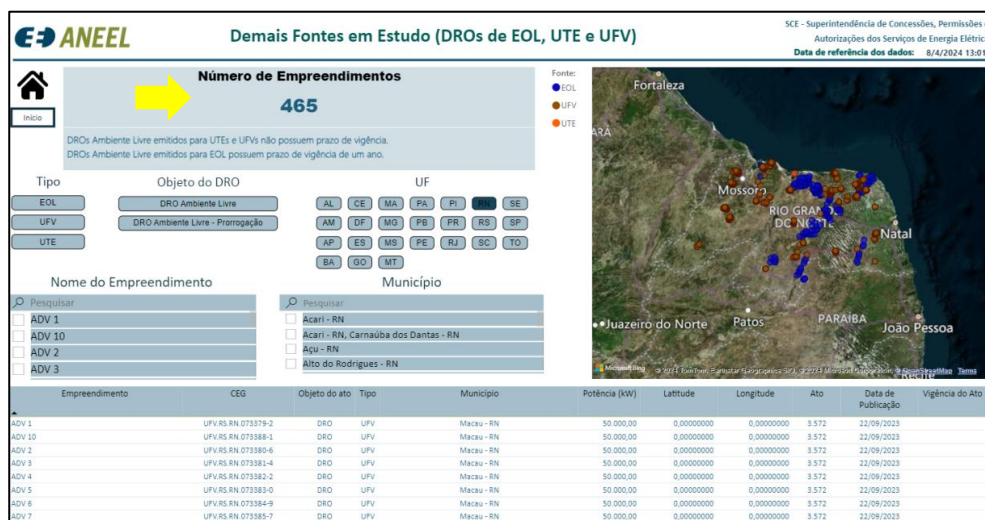 ANEEL
Demais Fontes em Estudo (DROs de EOL, UTE e UFV)
SCE - Superintendência de Concessões, Permissões e
Autorizações dos Serviços de Energia Elétric
Data de referência dos dados: 8/4/2024 13:01
Início
Número de Empreendimentos
465
DROs Ambiente Livre emitidos para UTEs e UFVs não possuem prazo de vigência.
DROs Ambiente Livre emitidos para EOL possuem prazo de vigência de um ano.
Fonte:
EOL
UFV
UTE
Tipo
EOL
UFV
UTE
Objeto do DRO
DRO Ambiente Livre
DRO Ambiente Livre - Prorrogação
UF
AL CE MA PA PI RN SE
AM DF MG PB PR RS SP
AP ES MS PE RJ SC TO
BA GO MT
Nome do Empreendimento
Pesquisar
ADV 1
ADV 10
ADV 2
ADV 3
Município
Pesquisar
Acari - RN
Acari - RN, Carnaúba dos Dantas - RN
Açu - RN
Alto do Rodrigues - RN
Fortaleza
ARÁ
Mossoró
RIO GRANDE
DO NORTE
Natal
Juazeiro do Norte
Patos
PARAÍBA
João Pessoa
Recife
Microsoft Bing
OpenStreetMap Terms
Empreendimento CEG Objeto do ato Tipo Município Potência (kW) Latitude Longitude Ato Data de Publicação Vigência do Ato
ADV 1 UFV.RS.RN.073379-2 DRO UFV Macau - RN 50.000,00 0,00000000 0,00000000 3.572 22/09/2023
ADV 10 UFV.RS.RN.073388-1 DRO UFV Macau - RN 50.000,00 0,00000000 0,00000000 3.572 22/09/2023
ADV 2 UFV.RS.RN.073380-6 DRO UFV Macau - RN 50.000,00 0,00000000 0,00000000 3.572 22/09/2023
ADV 3 UFV.RS.RN.073381-4 DRO UFV Macau - RN 50.000,00 0,00000000 0,00000000 3.572 22/09/2023
ADV 4 UFV.RS.RN.073382-2 DRO UFV Macau - RN 50.000,00 0,00000000 0,00000000 3.572 22/09/2023
ADV 5 UFV.RS.RN.073383-0 DRO UFV Macau - RN 50.000,00 0,00000000 0,00000000 3.572 22/09/2023
ADV 6 UFV.RS.RN.073384-9 DRO UFV Macau - RN 50.000,00 0,00000000 0,00000000 3.572 22/09/2023
ADV 7 UFV.RS.RN.073385-7 DRO UFV Macau - RN 50.000,00 0,00000000 0,00000000 3.572 22/09/2023